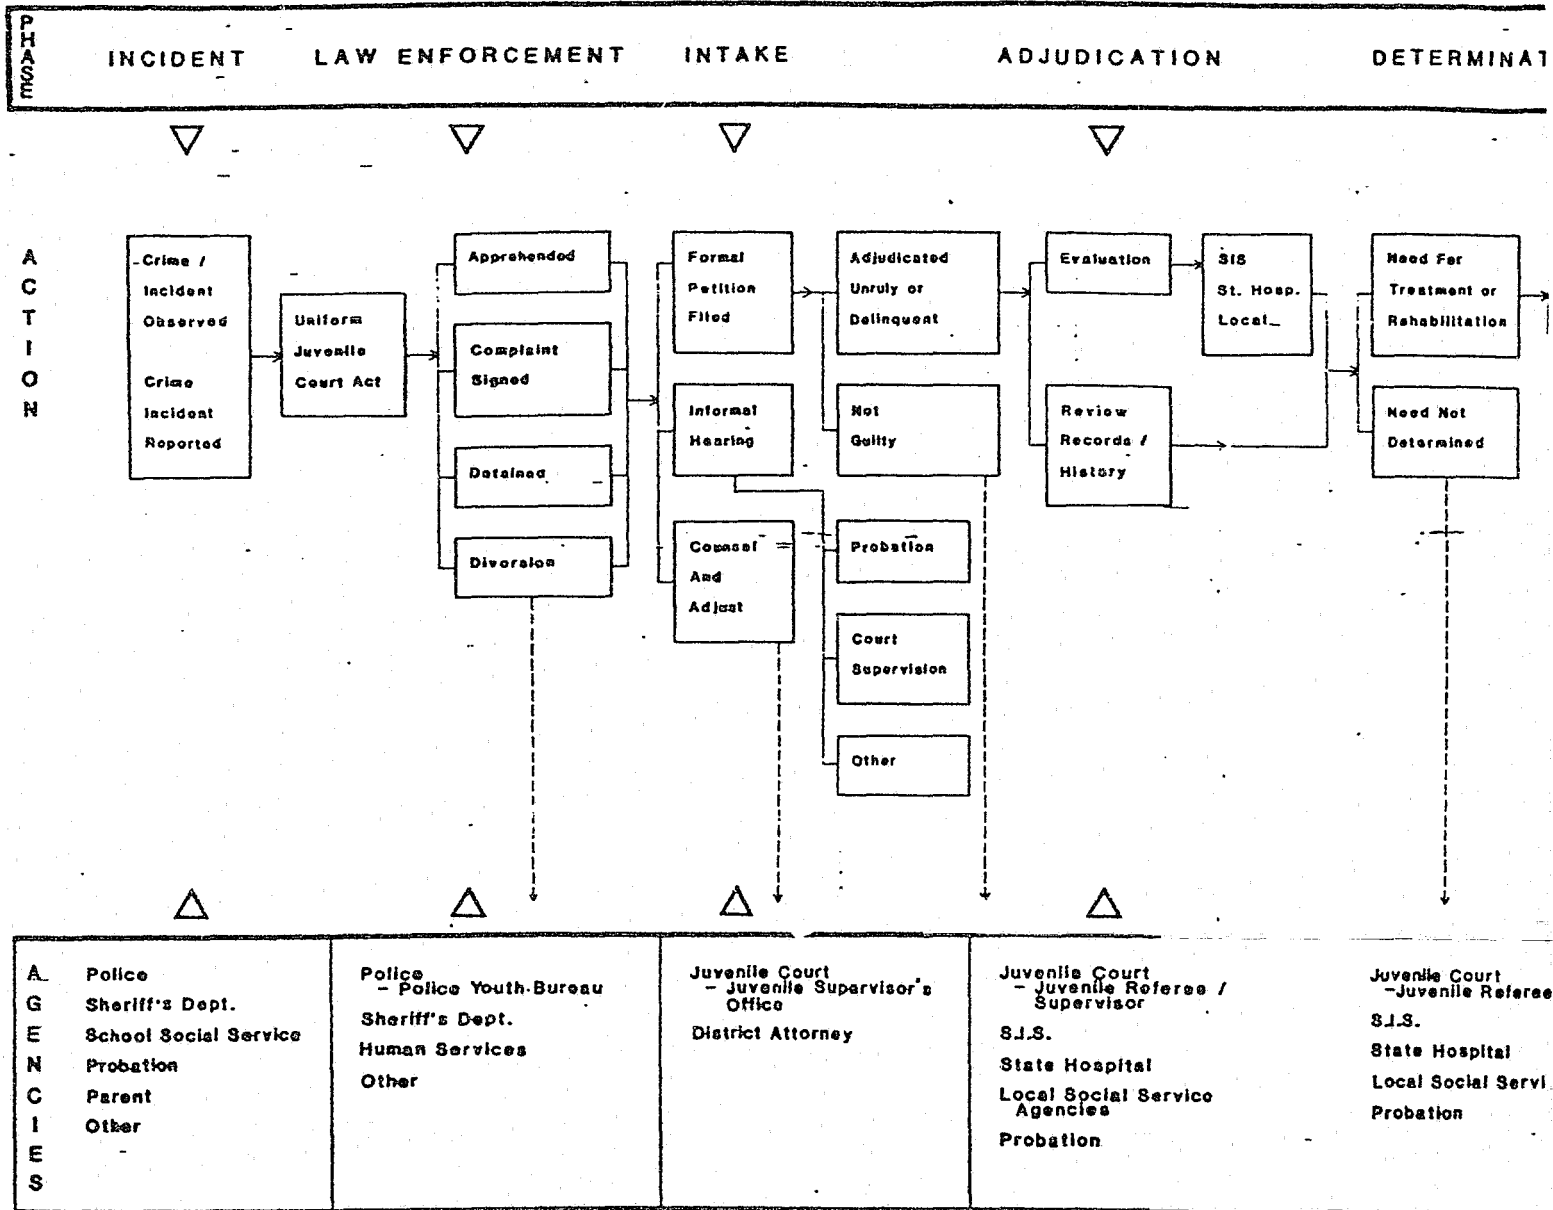 PHASE
INCIDENT LAW ENFORCEMENT INTAKE ADJUDICATION DETERMINAT
ACTION
Crime /
Incident
Observed
Crime
Incident
Reported
Uniform
Juvenile
Court Act
Apprehended
Complaint
Signed
Detained
Diversion
Formal
Petition
Filed
Informal
Hearing
Counsel
And
Adjust
Adjudicated
Unruly or
Delinquent
Not
Guilty
Probation
Court
Supervision
Other
Evaluation
Review
Records /
History
SIS
St. Hosp.
Local
Need For
Treatment or
Rehabilitation
Need Not
Determined
AGENCIES
Police
Sheriff's Dept.
School Social Service
Probation
Parent
Other
Police
- Police Youth Bureau
Sheriff's Dept.
Human Services
Other
Juvenile Court
- Juvenile Supervisor's
Office
District Attorney
Juvenile Court
- Juvenile Referee /
Supervisor
S.I.S.
State Hospital
Local Social Service
Agencies
Probation
Juvenile Court
-Juvenile Referee
S.I.S.
State Hospital
Local Social Servi
Probation